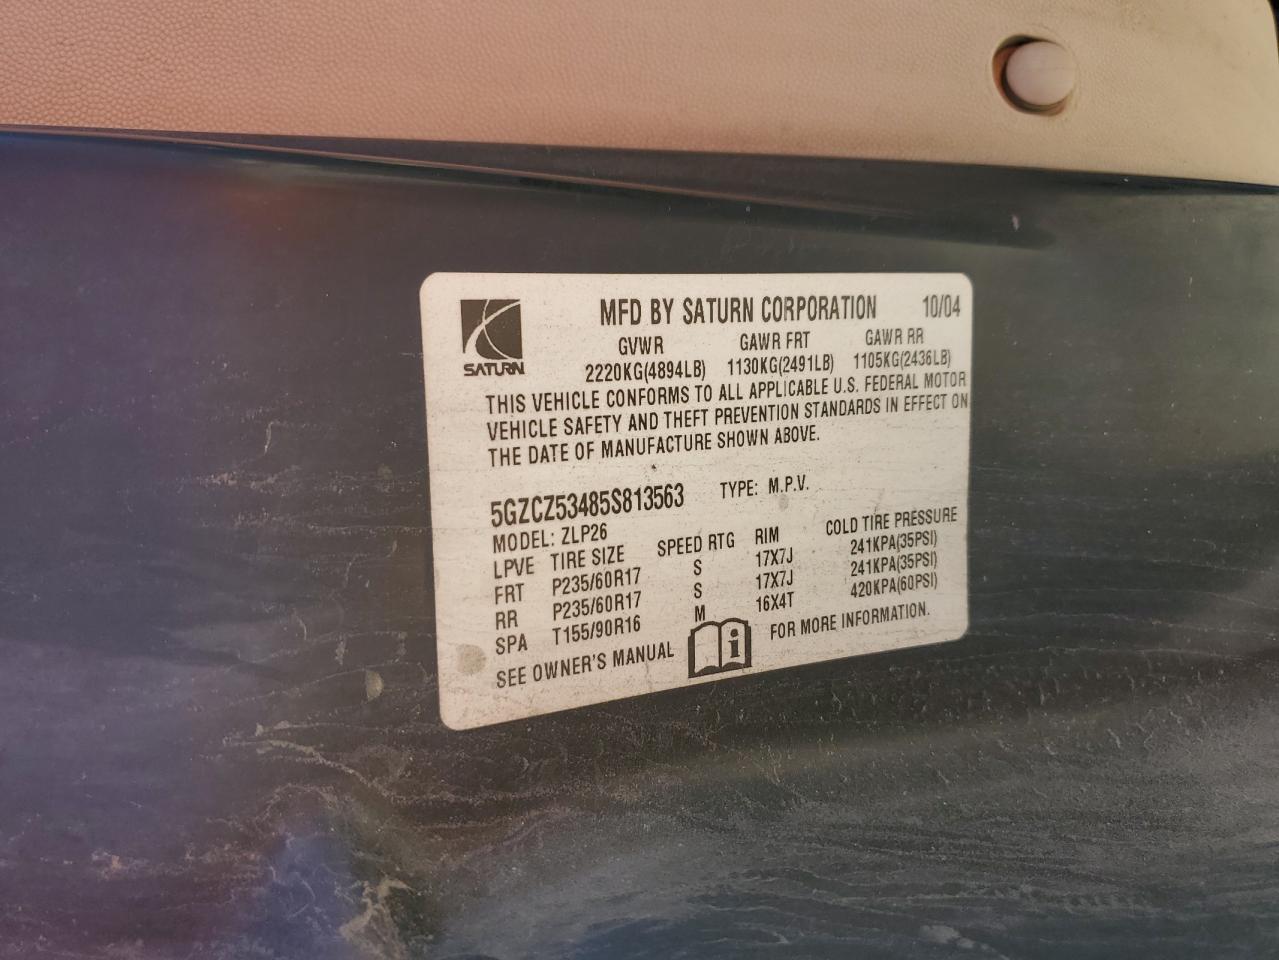 MFD BY SATURN CORPORATION 10/04
SATURN
GVWR GAWR FRT GAWR RR
2220KG(4894LB) 1130KG(2491LB) 1105KG(2436LB)
THIS VEHICLE CONFORMS TO ALL APPLICABLE U.S. FEDERAL MOTOR
VEHICLE SAFETY AND THEFT PREVENTION STANDARDS IN EFFECT ON
THE DATE OF MANUFACTURE SHOWN ABOVE.
5GZCZ53485S813563 TYPE: M.P.V.
MODEL: ZLP26
LPVE TIRE SIZE SPEED RTG RIM COLD TIRE PRESSURE
FRT P235/60R17 S 17X7J 241KPA(35PSI)
RR P235/60R17 S 17X7J 241KPA(35PSI)
SPA T155/90R16 M 16X4T 420KPA(60PSI)
SEE OWNER'S MANUAL i FOR MORE INFORMATION.